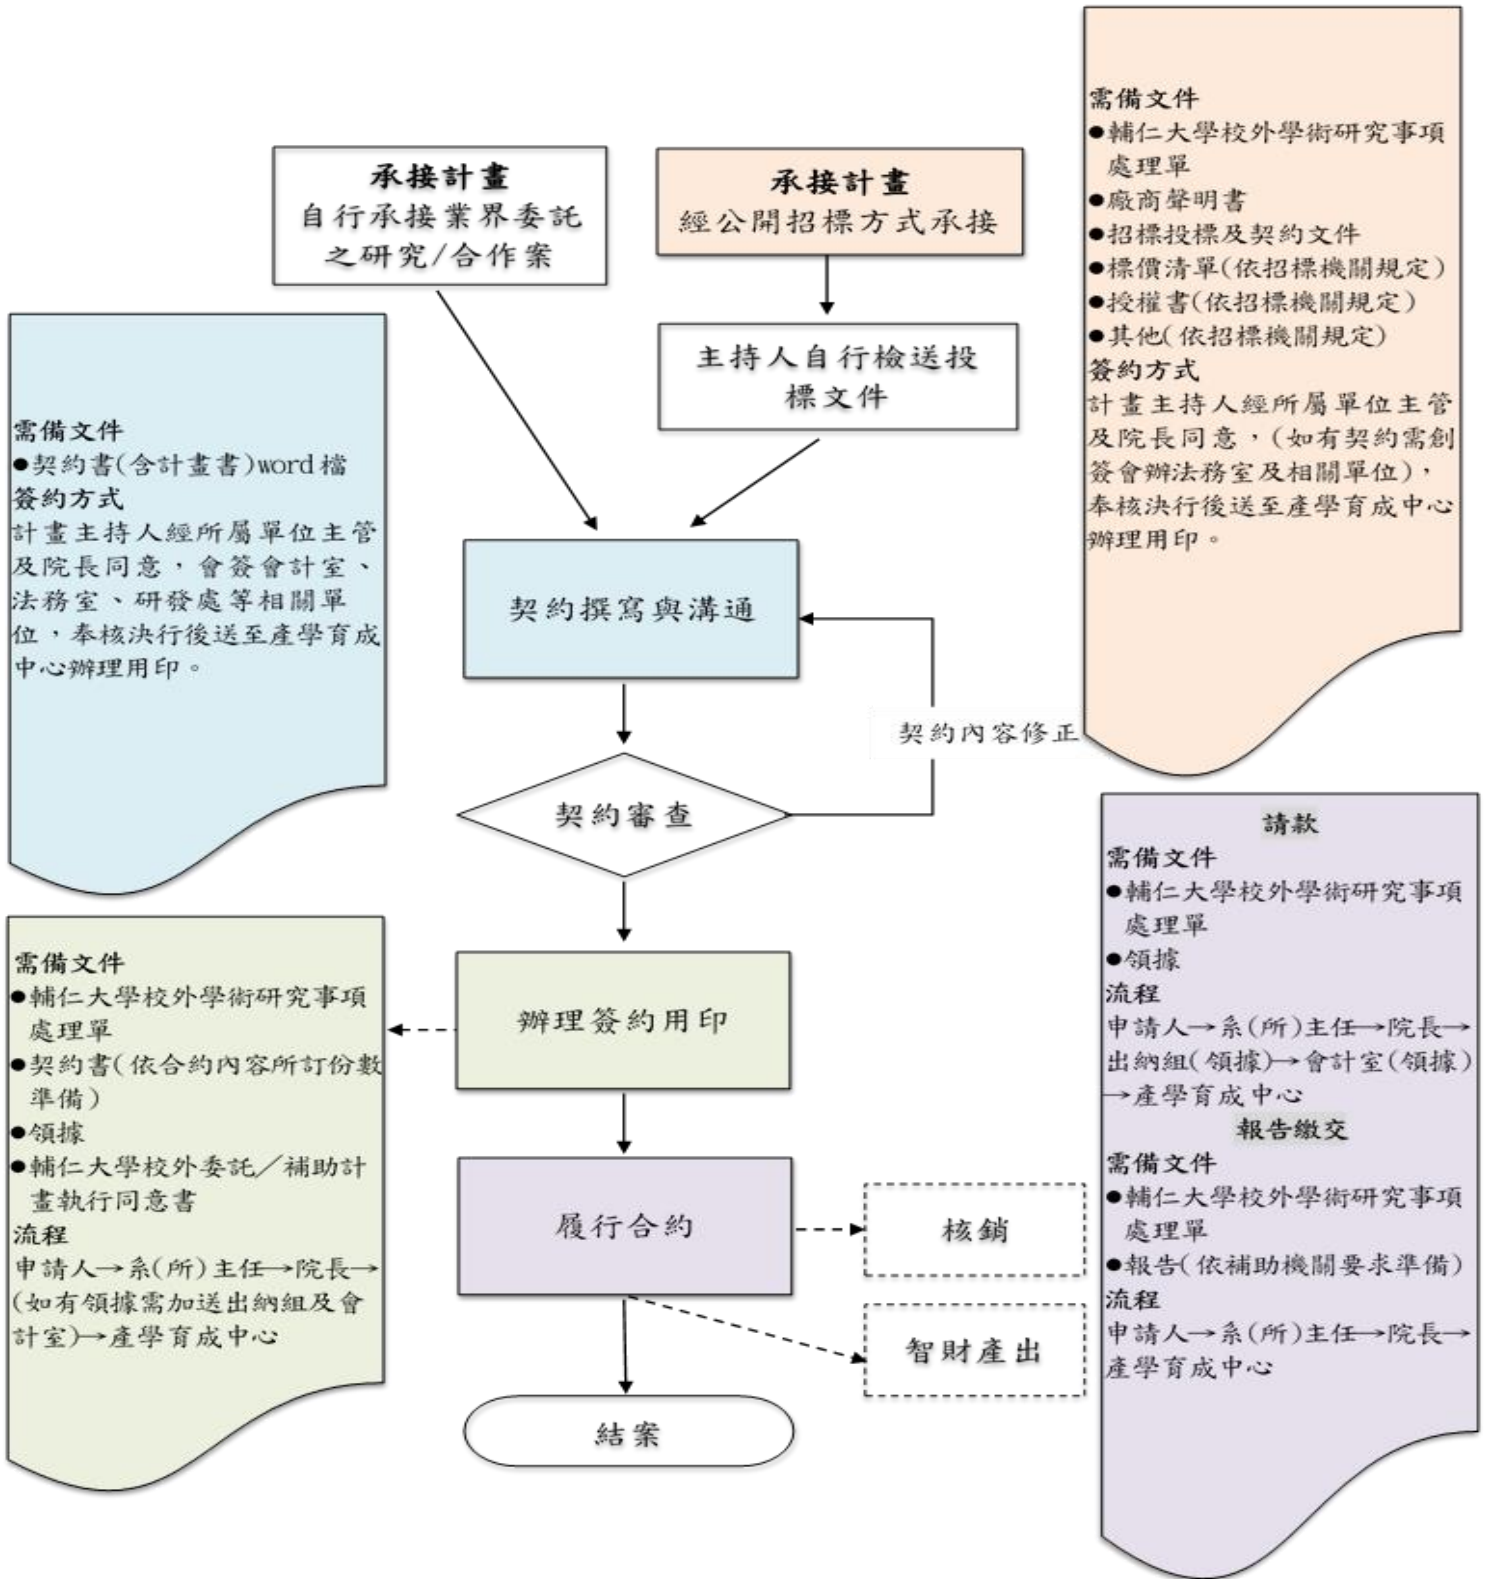 承接計畫
自行承接業界委託
之研究/合作案
承接計畫
經公開招標方式承接
主持人自行檢送投
標文件
需備文件
●輔仁大學校外學術研究事項
處理單
●廠商聲明書
●招標投標及契約文件
●標價清單(依招標機關規定)
●授權書(依招標機關規定)
●其他(依招標機關規定)
簽約方式
計畫主持人經所屬單位主管
及院長同意，(如有契約需創
簽會辦法務室及相關單位)，
奉核決行後送至產學育成中心
辦理用印。
需備文件
●契約書(含計畫書)word檔
簽約方式
計畫主持人經所屬單位主管
及院長同意，會簽會計室、
法務室、研發處等相關單
位，奉核決行後送至產學育成
中心辦理用印。
契約撰寫與溝通
契約內容修正
契約審查
辦理簽約用印
需備文件
●輔仁大學校外學術研究事項
處理單
●契約書(依合約內容所訂份數
準備)
●領據
●輔仁大學校外委託／補助計
畫執行同意書
流程
申請人→系(所)主任→院長→
(如有領據需加送出納組及會
計室)→產學育成中心
履行合約
核銷
智財產出
結案
請款
需備文件
●輔仁大學校外學術研究事項
處理單
●領據
流程
申請人→系(所)主任→院長→
出納組(領據)→會計室(領據)
→產學育成中心
報告繳交
需備文件
●輔仁大學校外學術研究事項
處理單
●報告(依補助機關要求準備)
流程
申請人→系(所)主任→院長→
產學育成中心